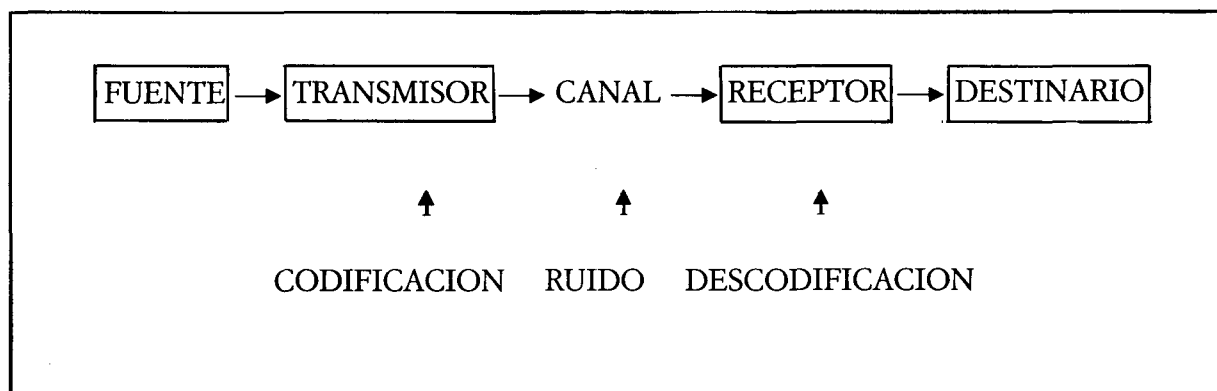 FUENTE TRANSMISOR CANAL RECEPTOR DESTINARIO
CODIFICACION RUIDO DESCODIFICACION